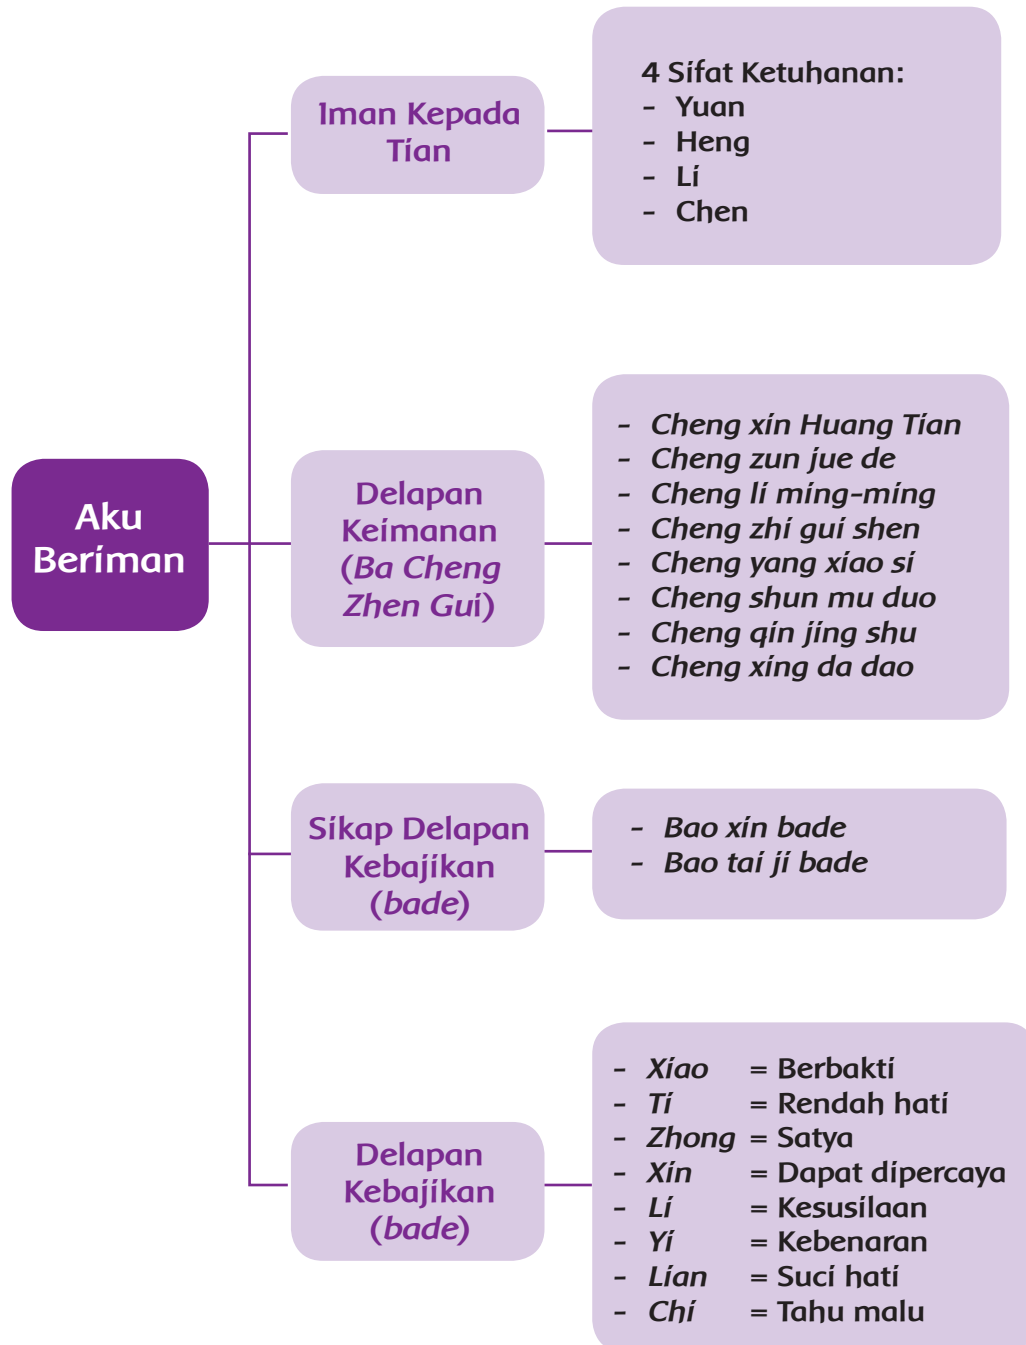 Aku
Beriman
Iman Kepada
Tian
4 Sifat Ketuhanan:
- Yuan
- Heng
- Li
- Chen
Delapan
Keimanan
(Ba Cheng
Zhen Gui)
- Cheng xin Huang Tian
- Cheng zun jue de
- Cheng li ming-ming
- Cheng zhi gui shen
- Cheng yang xiao si
- Cheng shun mu duo
- Cheng qin jing shu
- Cheng xing da dao
Sikap Delapan
Kebajikan
(bade)
- Bao xin bade
- Bao tai ji bade
Delapan
Kebajikan
(bade)
- Xiao = Berbakti
- Ti = Rendah hati
- Zhong = Satya
- Xin = Dapat dipercaya
- Li = Kesusilaan
- Yi = Kebenaran
- Lian = Suci hati
- Chi = Tahu malu